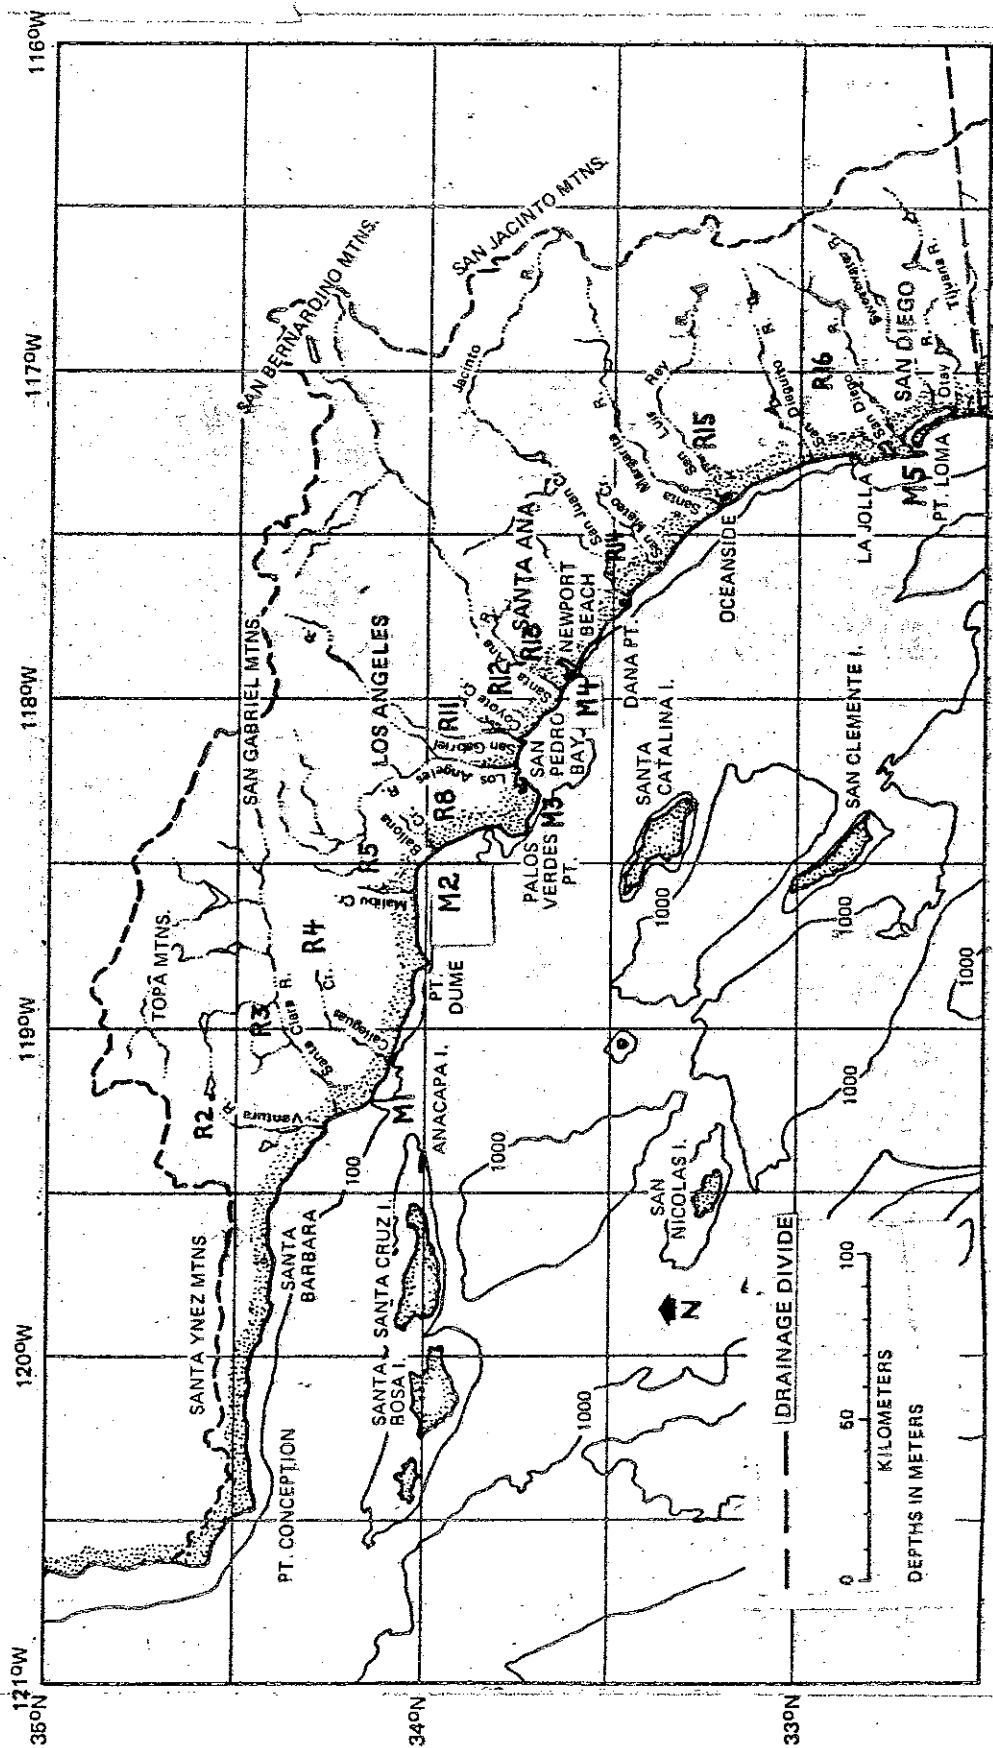 121°W
120°W
119°W
118°W
117°W
116°W
35°N
34°N
33°N
SANTA YNEZ MTNS
TOPA MTNS.
SAN GABRIEL MTNS.
SAN BERNARDINO MTNS.
SAN JACINTO MTNS.
PT. CONCEPTION
SANTA
BARBARA
R2
Ventura
R.
R3
Santa Clara R.
R4
Calleguas Cr.
M1
100
ANACAPA I.
SANTA CRUZ I.
SANTA
ROSA I.
PT.
DUME
Malibu Cr.
R5
M2
Ballona Cr.
R8
LOS ANGELES
Los Angeles
R.
San Gabriel
R.
R11
Coyote Cr.
R12
Santa Ana R.
R13
SANTA ANA
PALOS
VERDES
PT.
M3
SAN
PEDRO
BAY
M4
NEWPORT
BEACH
DANA PT.
San Juan Cr.
R14
San Mateo Cr.
Santa Margarita R.
San Luis Rey R.
R15
Jacinto R.
OCEANSIDE
San Dieguito R.
R16
San Diego R.
Sweetwater R.
SAN DIEGO
Otay R.
Tijuana R.
LA JOLLA
M5
PT. LOMA
SANTA
CATALINA I.
SAN CLEMENTE I.
SAN
NICOLAS I.
1000
1000
1000
1000
1000
1000
N
DRAINAGE DIVIDE
0 50 100
KILOMETERS
DEPTHS IN METERS